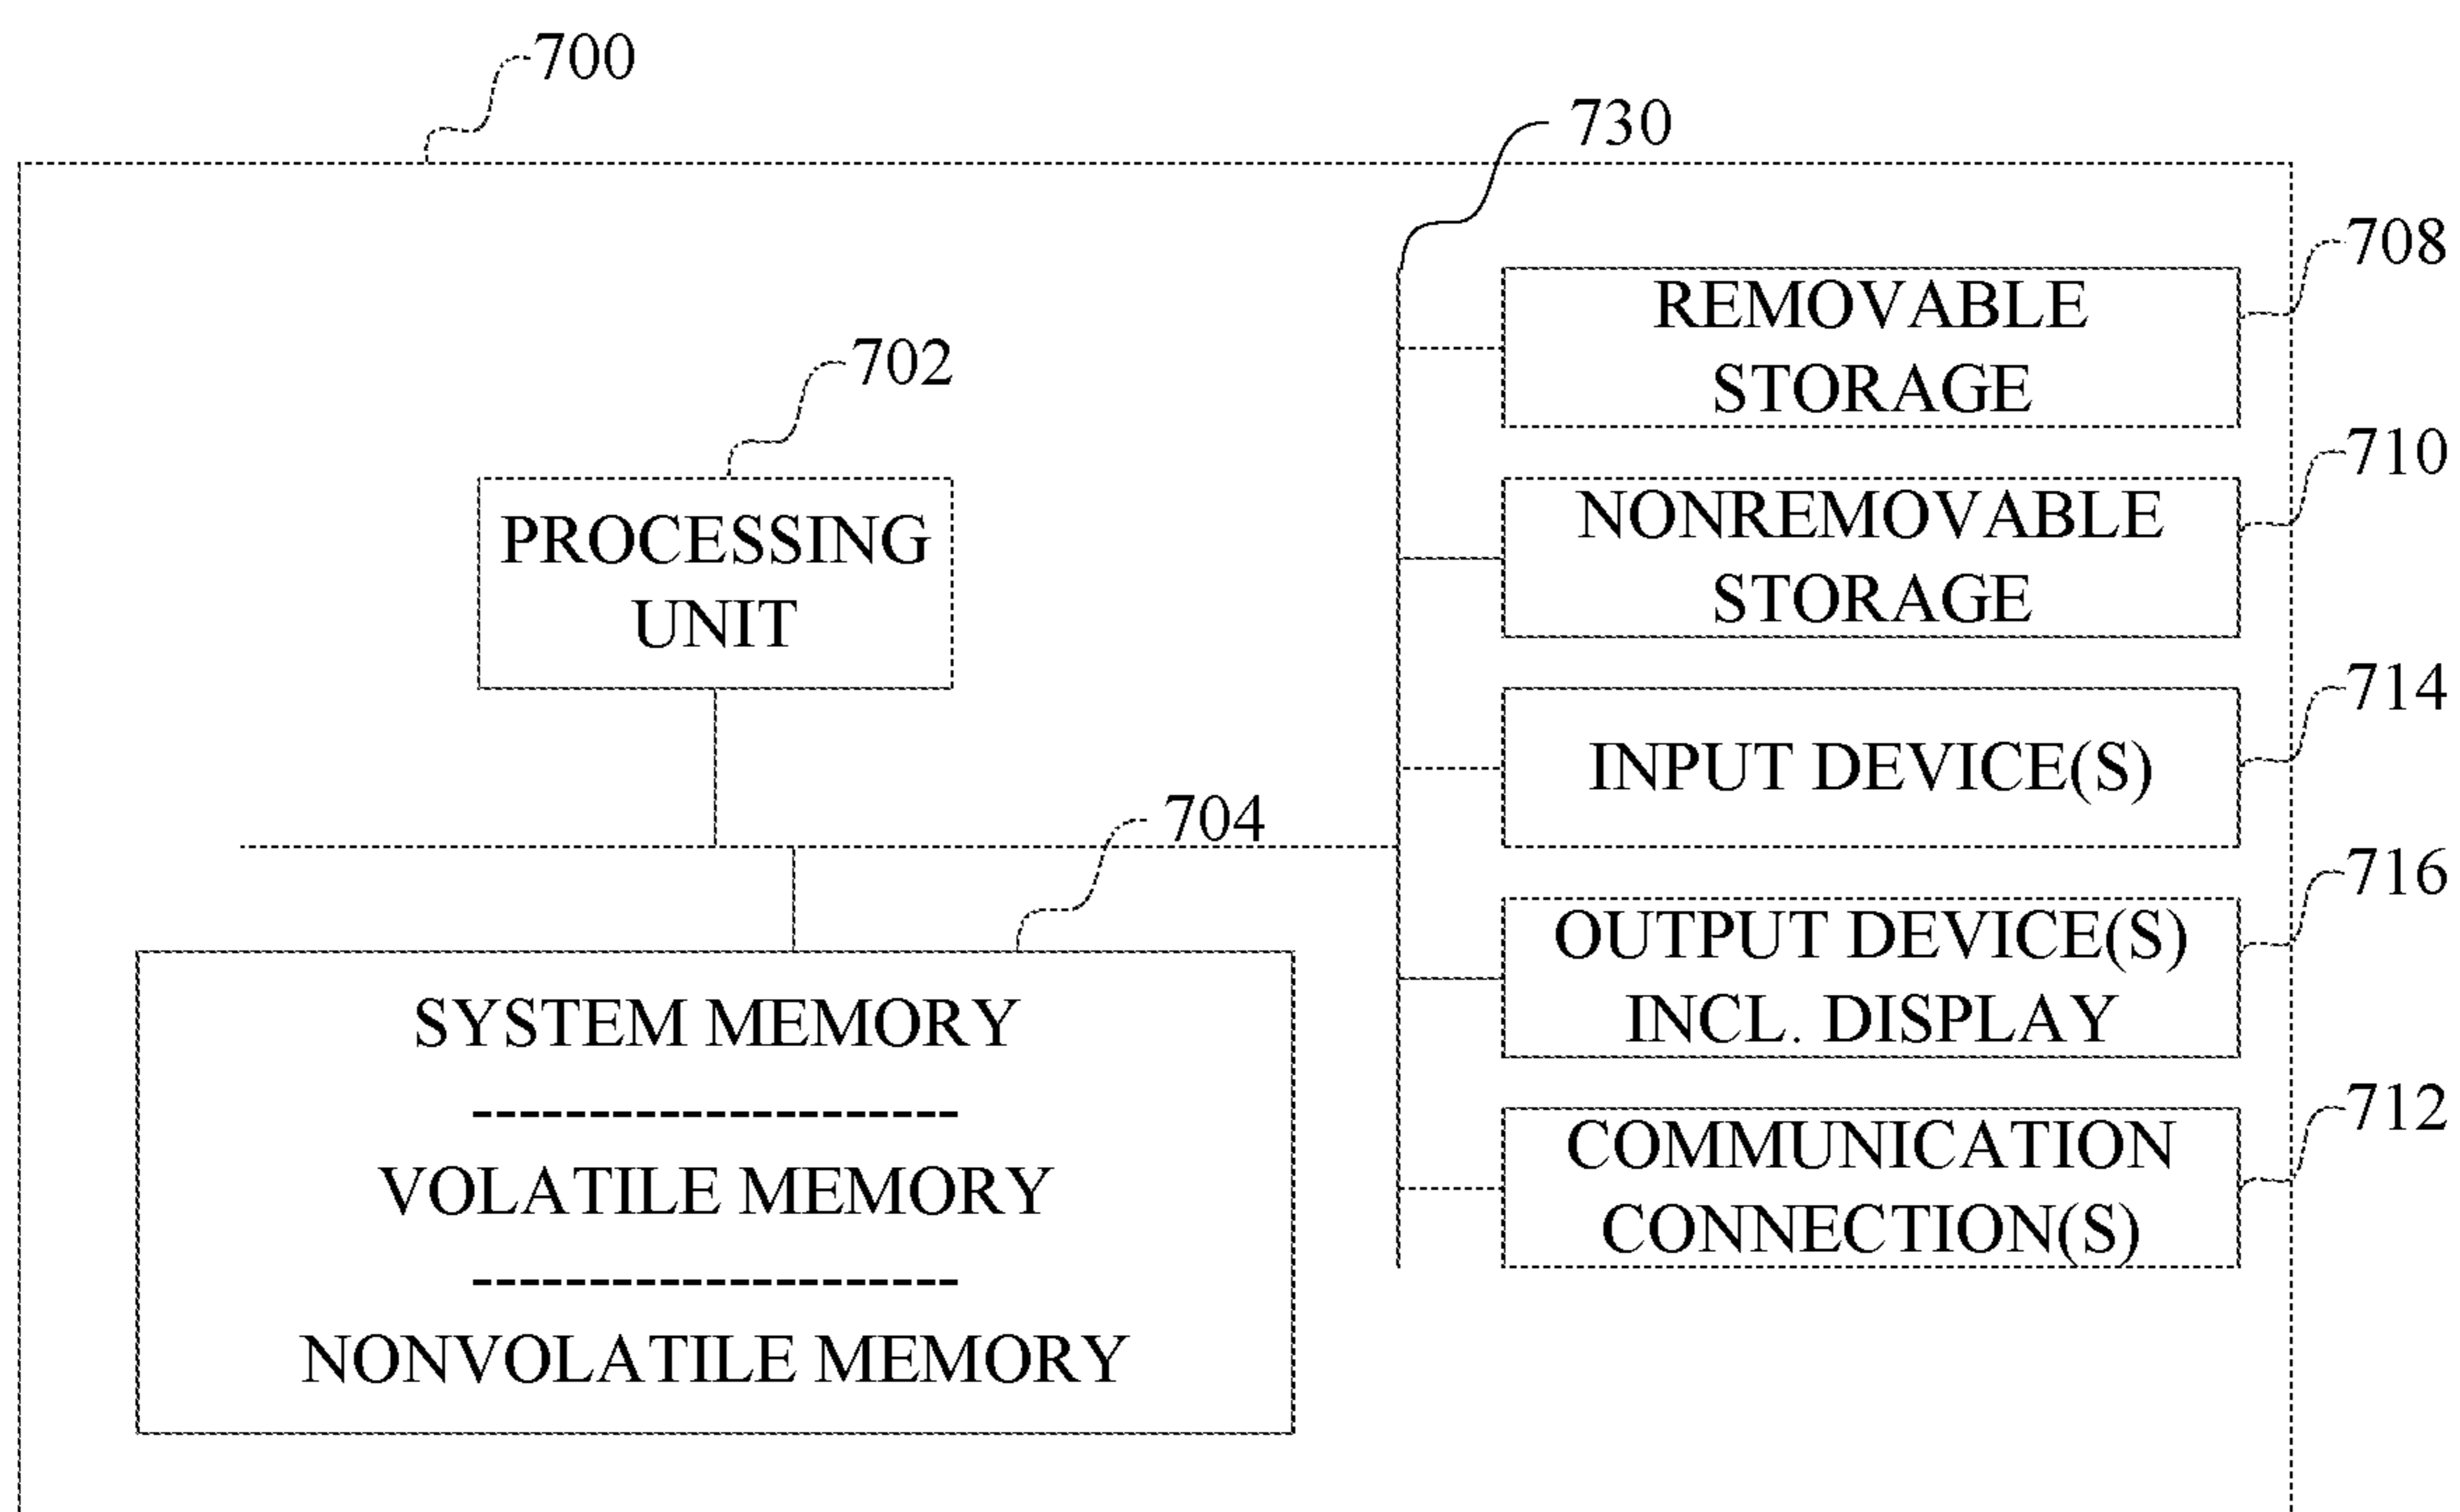 700
730
708
REMOVABLE
STORAGE
702
PROCESSING
UNIT
710
NONREMOVABLE
STORAGE
714
INPUT DEVICE(S)
704
716
OUTPUT DEVICE(S)
INCL. DISPLAY
SYSTEM MEMORY
---------------------
VOLATILE MEMORY
---------------------
NONVOLATILE MEMORY
712
COMMUNICATION
CONNECTION(S)